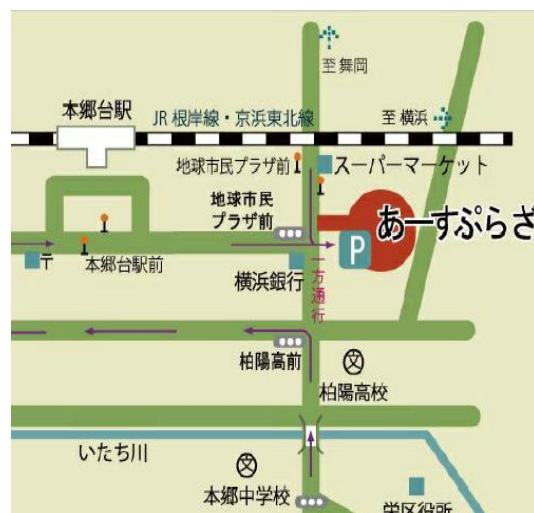 至 舞岡
本郷台駅
JR 根岸線・京浜東北線
至 横浜
地球市民プラザ前
スーパーマーケット
地球市民
プラザ前
あーすぷらざ
P
〒
本郷台駅前
横浜銀行
一方通行
柏陽高前
文
柏陽高校
いたち川
文
本郷中学校
栄区役所